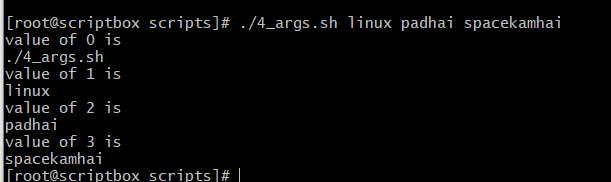 [root@scriptbox scripts]# ./4_args.sh linux padhai spacekamhai
value of 0 is
./4_args.sh
value of 1 is
linux
value of 2 is
padhai
value of 3 is
spacekamhai
[root@scriptbox scripts]#